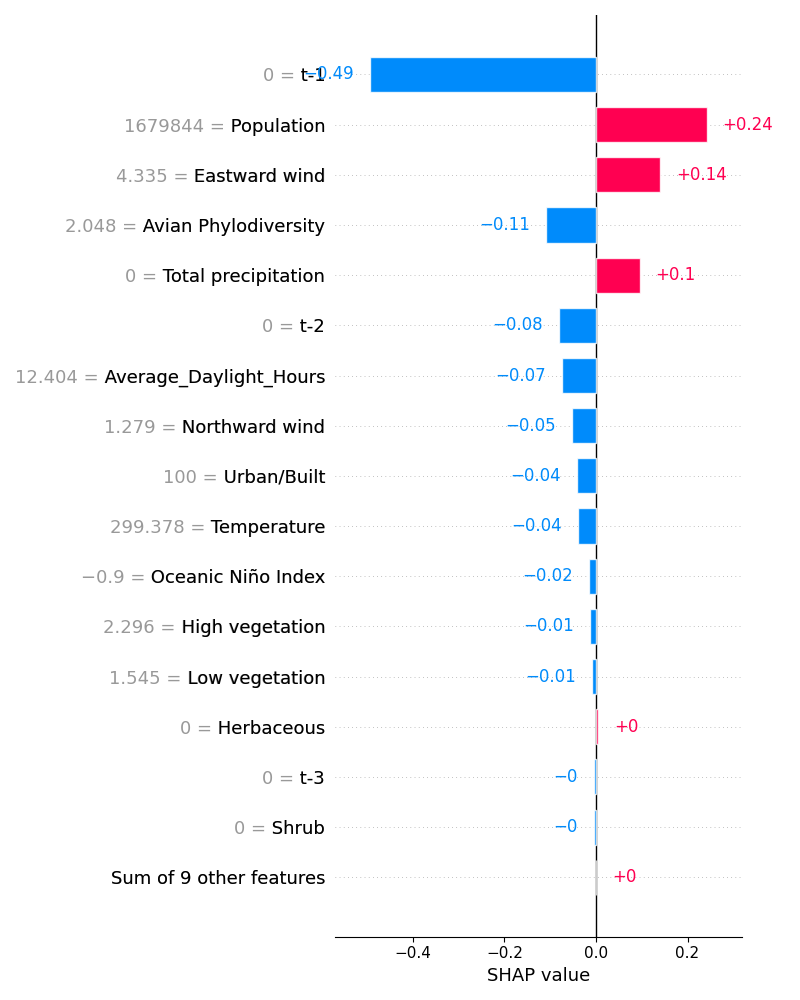 0 = t-1 −0.49
1679844 = Population +0.24
4.335 = Eastward wind +0.14
2.048 = Avian Phylodiversity −0.11
0 = Total precipitation +0.1
0 = t-2 −0.08
12.404 = Average_Daylight_Hours −0.07
1.279 = Northward wind −0.05
100 = Urban/Built −0.04
299.378 = Temperature −0.04
−0.9 = Oceanic Niño Index −0.02
2.296 = High vegetation −0.01
1.545 = Low vegetation −0.01
0 = Herbaceous +0
0 = t-3 −0
0 = Shrub −0
Sum of 9 other features +0
−0.4 −0.2 0.0 0.2
SHAP value